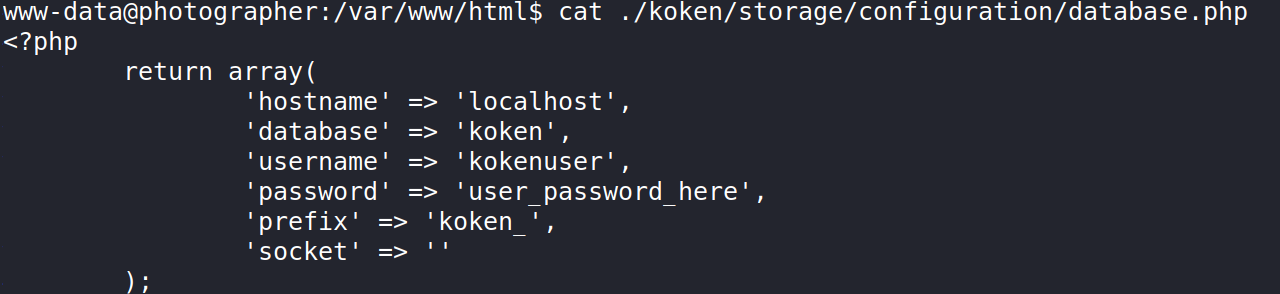 www-data@photographer:/var/www/html$ cat ./koken/storage/configuration/database.php
<?php
        return array(
                'hostname' => 'localhost',
                'database' => 'koken',
                'username' => 'kokenuser',
                'password' => 'user_password_here',
                'prefix' => 'koken_',
                'socket' => ''
        );